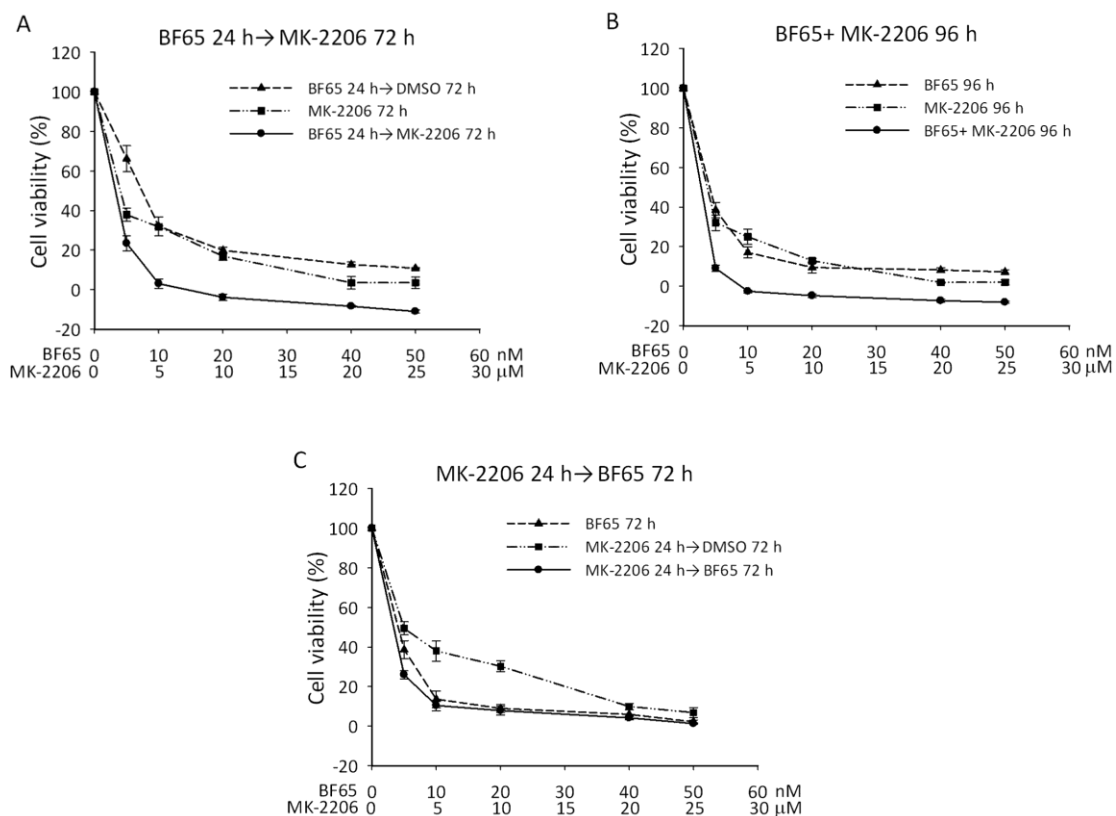 A
BF65 24 h→ MK-2206 72 h
120
100
80
60
40
20
0
-20
Cell viability (%)
BF65 24 h→DMSO 72 h
MK-2206 72 h
BF65 24 h→MK-2206 72 h
BF65 0 10 20 30 40 50 60 nM
MK-2206 0 5 10 15 20 25 30 μM
B
BF65+ MK-2206 96 h
120
100
80
60
40
20
0
-20
Cell viability (%)
BF65 96 h
MK-2206 96 h
BF65+ MK-2206 96 h
BF65 0 10 20 30 40 50 60 nM
MK-2206 0 5 10 15 20 25 30 μM
C
MK-2206 24 h→ BF65 72 h
120
100
80
60
40
20
0
-20
Cell viability (%)
BF65 72 h
MK-2206 24 h→DMSO 72 h
MK-2206 24 h→BF65 72 h
BF65 0 10 20 30 40 50 60 nM
MK-2206 0 5 10 15 20 25 30 μM